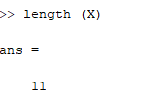 >> length (X)
ans =
11